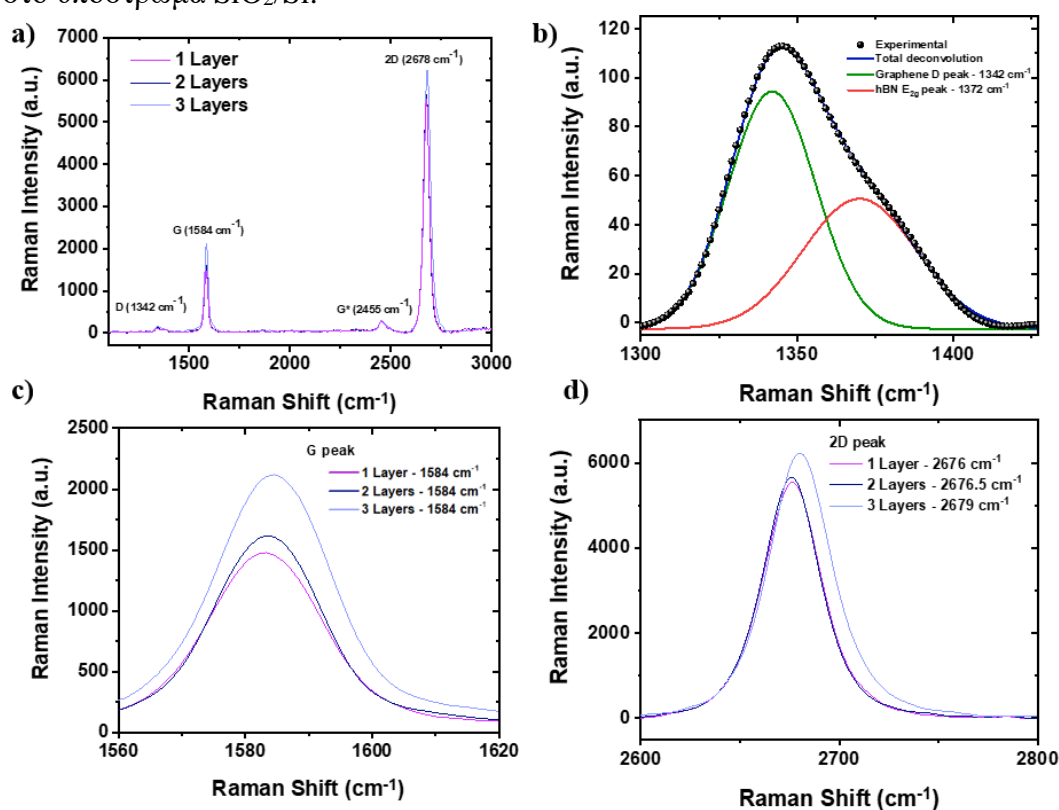 στο υπόστρωμα SiO₂/Si.
a)
7000
6000
5000
4000
3000
2000
1000
0
Raman Intensity (a.u.)
1 Layer
2 Layers
3 Layers
D (1342 cm⁻¹)
G (1584 cm⁻¹)
G* (2455 cm⁻¹)
2D (2678 cm⁻¹)
1500
2000
2500
3000
Raman Shift (cm⁻¹)
b)
120
100
80
60
40
20
0
Raman Intensity (a.u.)
Experimental
Total deconvolution
Graphene D peak - 1342 cm⁻¹
hBN E₂g peak - 1372 cm⁻¹
1300
1350
1400
Raman Shift (cm⁻¹)
c)
2500
2000
1500
1000
500
0
Raman Intensity (a.u.)
G peak
1 Layer - 1584 cm⁻¹
2 Layers - 1584 cm⁻¹
3 Layers - 1584 cm⁻¹
1560
1580
1600
1620
Raman Shift (cm⁻¹)
d)
6000
4000
2000
0
Raman Intensity (a.u.)
2D peak
1 Layer - 2676 cm⁻¹
2 Layers - 2676.5 cm⁻¹
3 Layers - 2679 cm⁻¹
2600
2700
2800
Raman Shift (cm⁻¹)